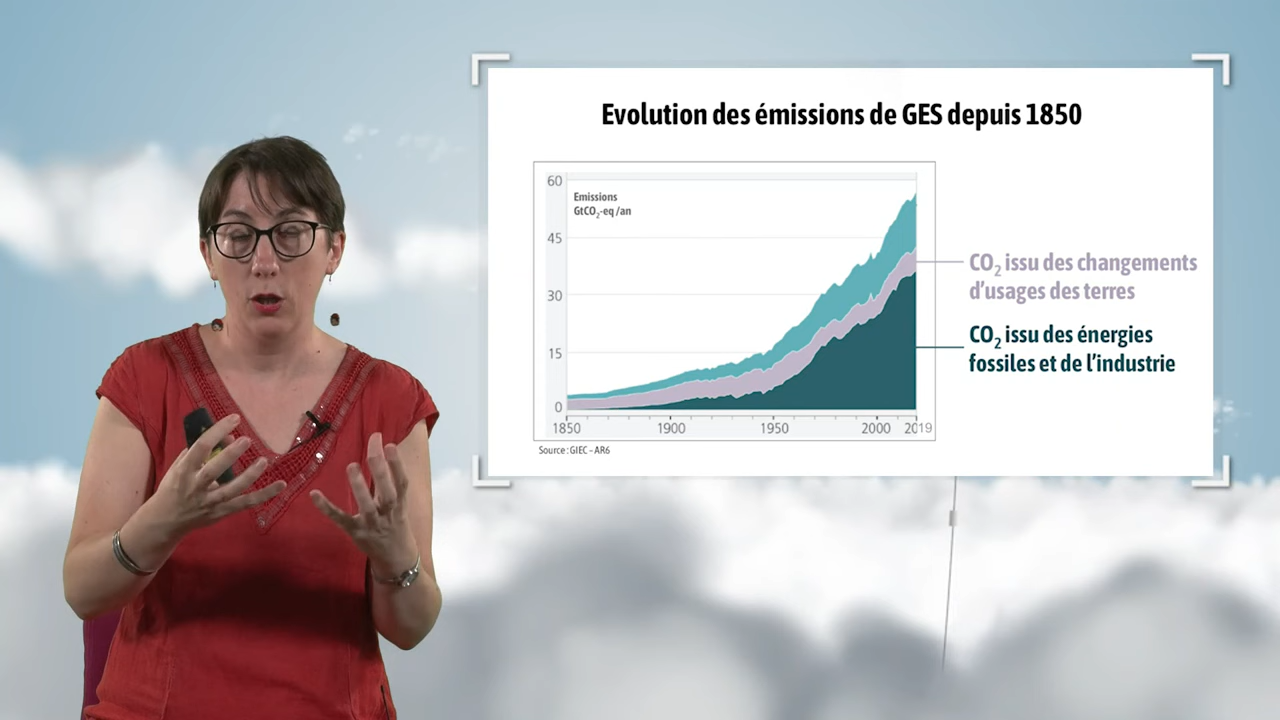 Evolution des émissions de GES depuis 1850
60
Emissions
GtCO₂-eq /an
45
30
15
0
1850
1900
1950
2000
2019
CO₂ issu des changements
d’usages des terres
CO₂ issu des énergies
fossiles et de l’industrie
Source : GIEC – AR6